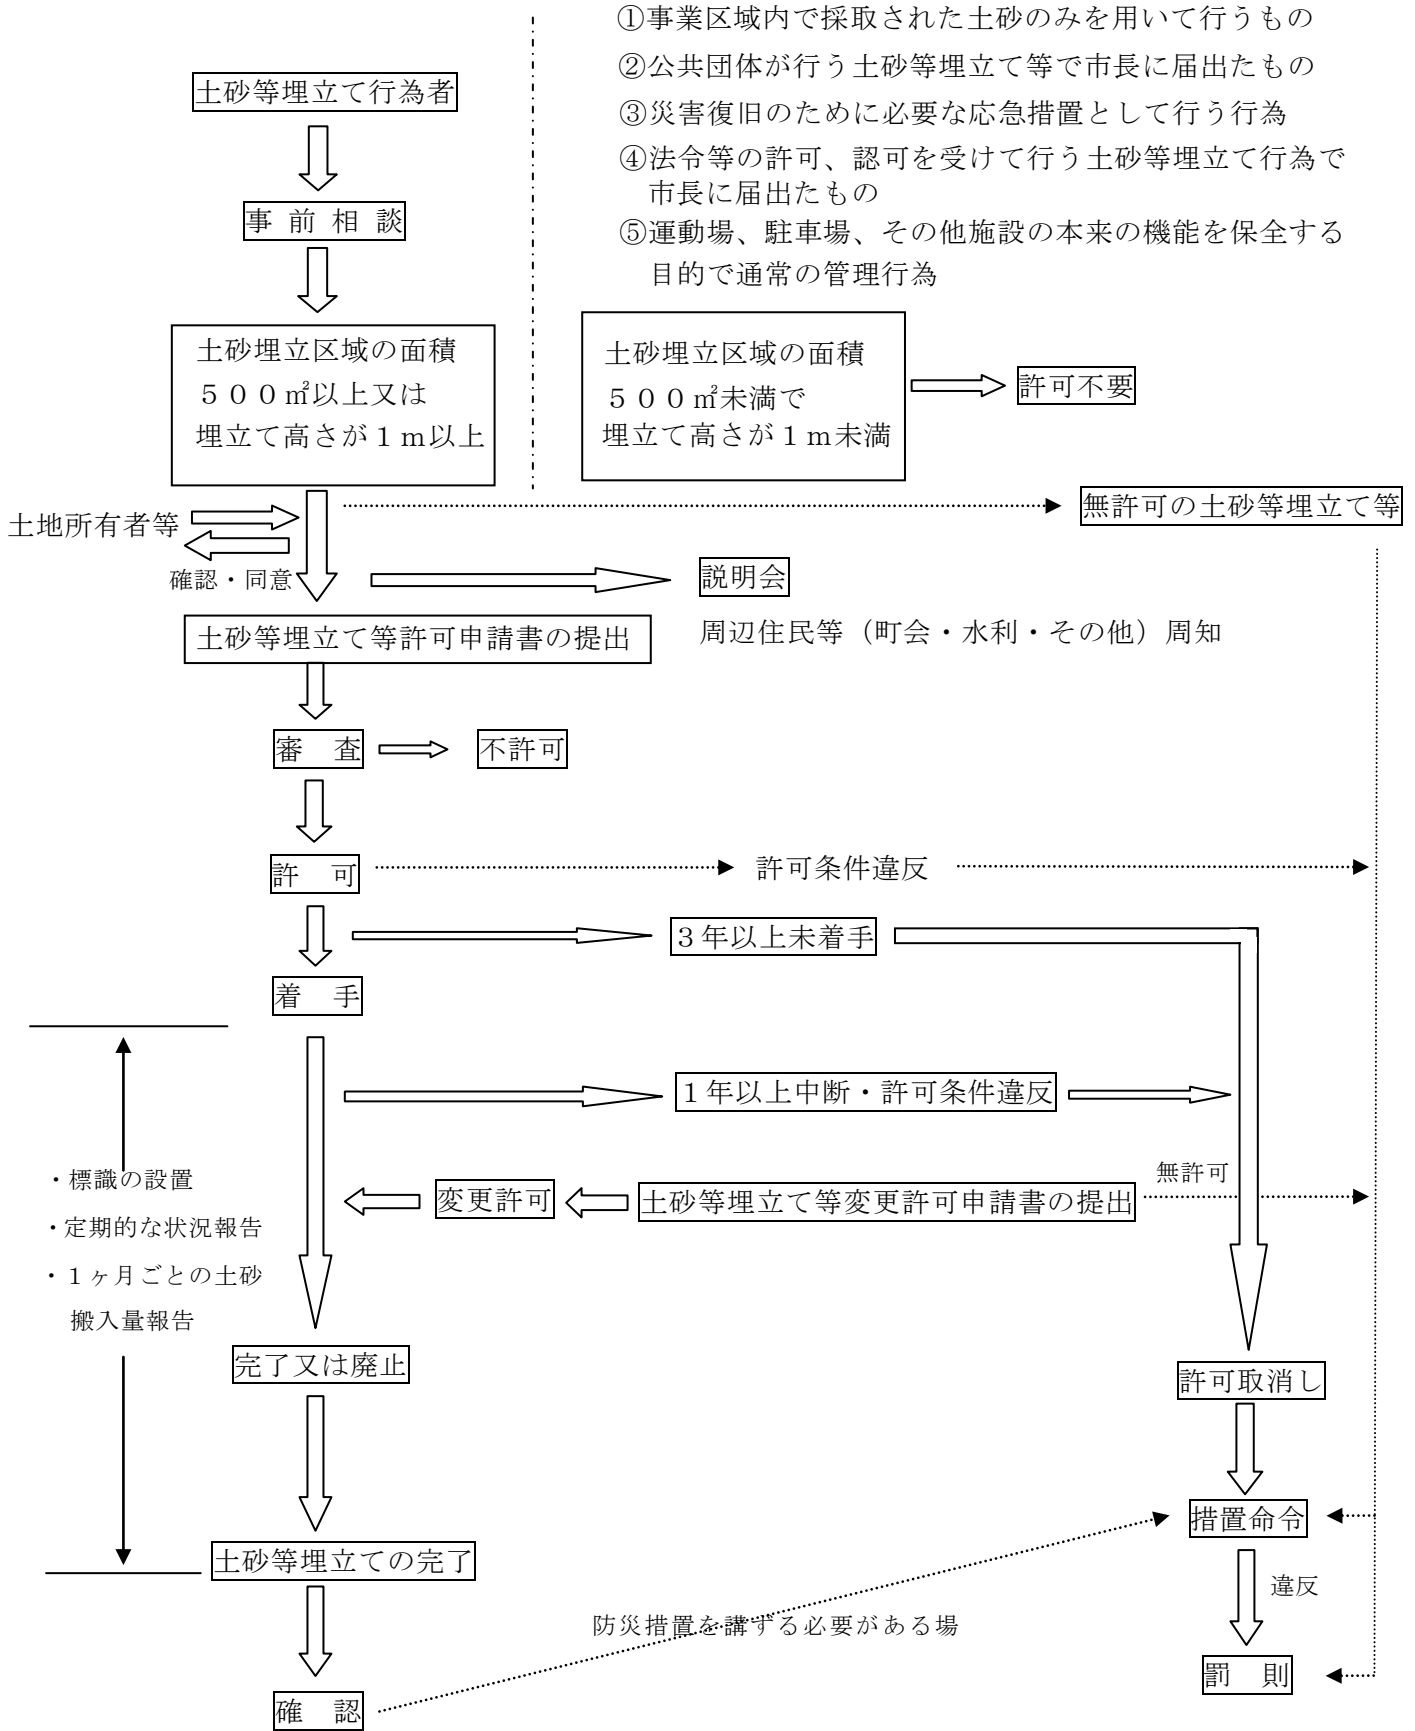 ①事業区域内で採取された土砂のみを用いて行うもの
②公共団体が行う土砂等埋立て等で市長に届出たもの
③災害復旧のために必要な応急措置として行う行為
④法令等の許可、認可を受けて行う土砂等埋立て行為で
市長に届出たもの
⑤運動場、駐車場、その他施設の本来の機能を保全する
目的で通常の管理行為
土砂等埋立て行為者
事前相談
土砂埋立区域の面積
５００㎡以上又は
埋立て高さが１ｍ以上
土砂埋立区域の面積
５００㎡未満で
埋立て高さが１ｍ未満
許可不要
無許可の土砂等埋立て等
土地所有者等
確認・同意
説明会
土砂等埋立て等許可申請書の提出
周辺住民等（町会・水利・その他）周知
審　査
不許可
許　可
許可条件違反
３年以上未着手
着　手
１年以上中断・許可条件違反
・標識の設置
・定期的な状況報告
・１ヶ月ごとの土砂
搬入量報告
変更許可
土砂等埋立て等変更許可申請書の提出
無許可
完了又は廃止
許可取消し
措置命令
土砂等埋立ての完了
違反
防災措置を講ずる必要がある場
罰　則
確　認